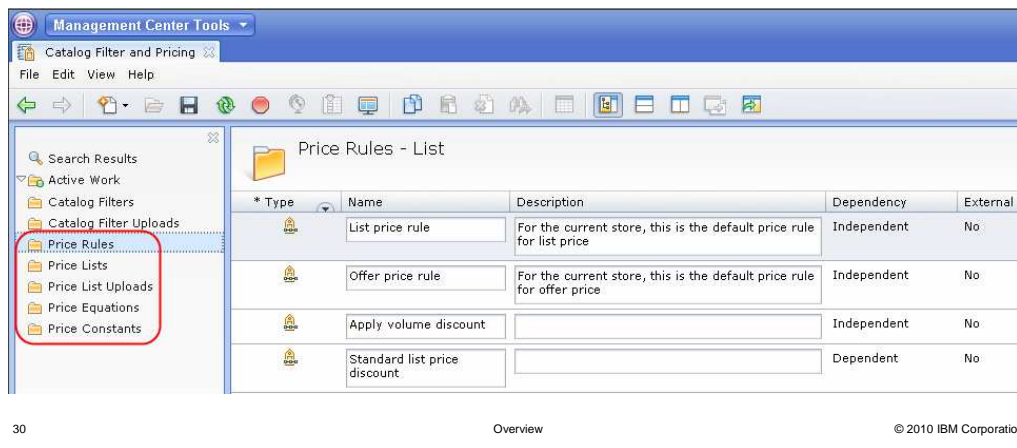 Management Center Tools
Catalog Filter and Pricing
File Edit View Help
Search Results
Active Work
Catalog Filters
Catalog Filter Uploads
Price Rules
Price Lists
Price List Uploads
Price Equations
Price Constants
Price Rules - List
* Type Name Description Dependency External
List price rule For the current store, this is the default price rule Independent No
for list price
Offer price rule For the current store, this is the default price rule Independent No
for offer price
Apply volume discount Independent No
Standard list price Dependent No
discount
30 Overview © 2010 IBM Corporatio